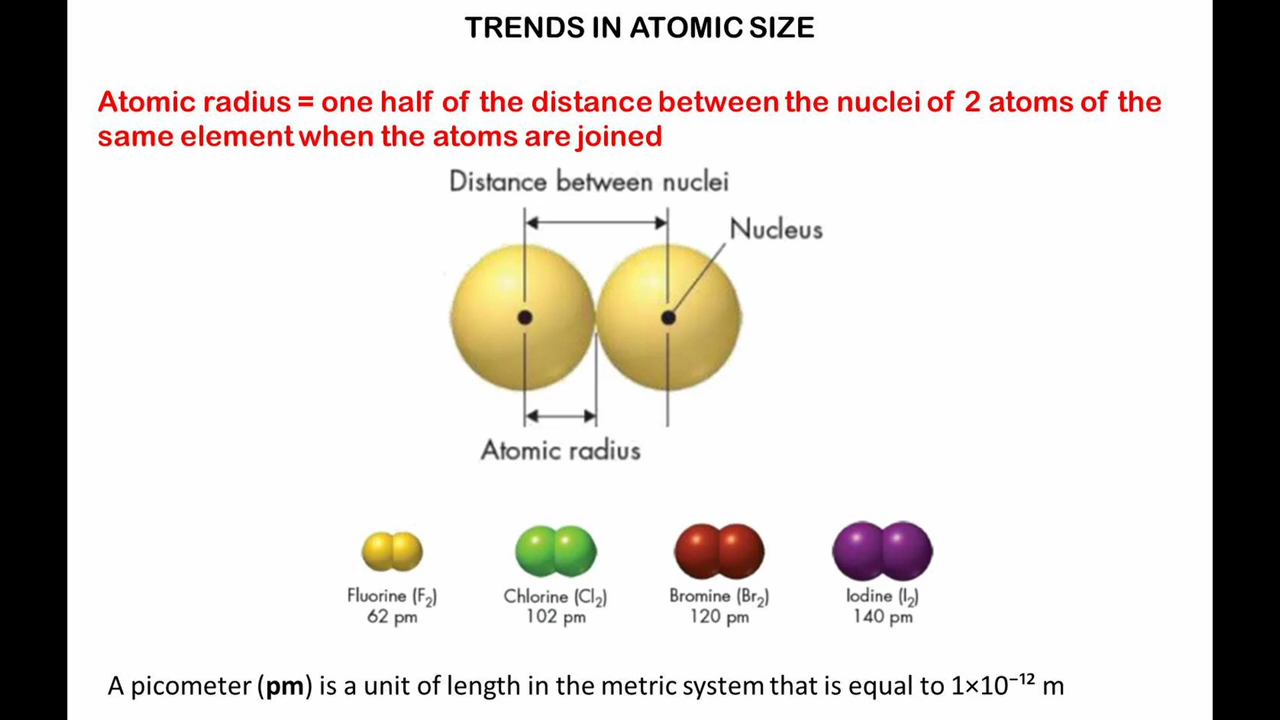 TRENDS IN ATOMIC SIZE
Atomic radius = one half of the distance between the nuclei of 2 atoms of the
same element when the atoms are joined
Distance between nuclei
Nucleus
Atomic radius
Fluorine (F₂)
62 pm
Chlorine (Cl₂)
102 pm
Bromine (Br₂)
120 pm
Iodine (I₂)
140 pm
A picometer (pm) is a unit of length in the metric system that is equal to 1×10⁻¹² m